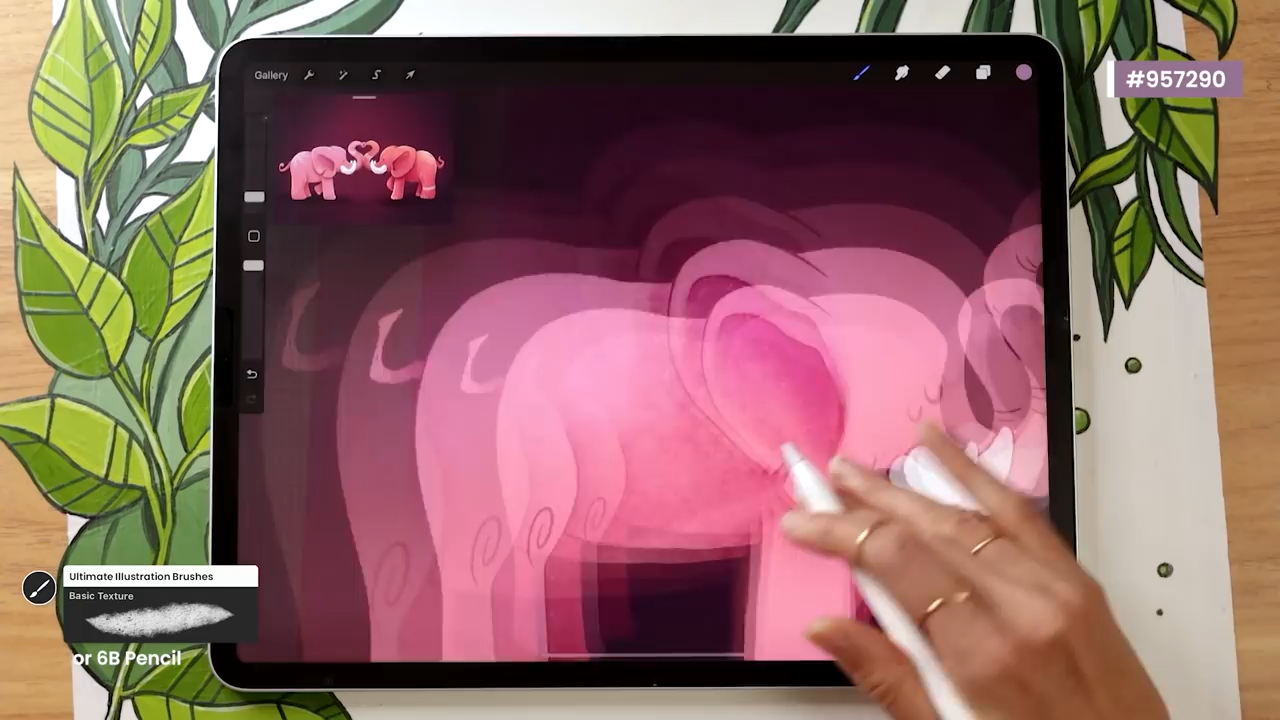 Gallery
#957290
Ultimate Illustration Brushes
Basic Texture
or 6B Pencil